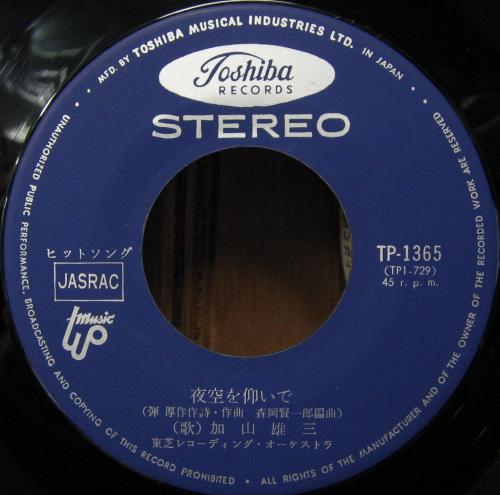 MFD. BY TOSHIBA MUSICAL INDUSTRIES LTD. IN JAPAN
Toshiba
RECORDS
STEREO
ヒットソング
JASRAC
music
up
TP-1365
(TP1-729)
45 r. p. m.
夜空を仰いで
(弾 厚作作詩・作曲 森岡賢一郎編曲)
(歌) 加山雄三
東芝レコーディング・オーケストラ
UNAUTHORIZED PUBLIC PERFORMANCE, BROADCASTING AND COPYING OF THIS RECORD PROHIBITED • ALL RIGHTS OF THE MANUFACTURER AND OF THE OWNER OF THE RECORDED WORK ARE RESERVED